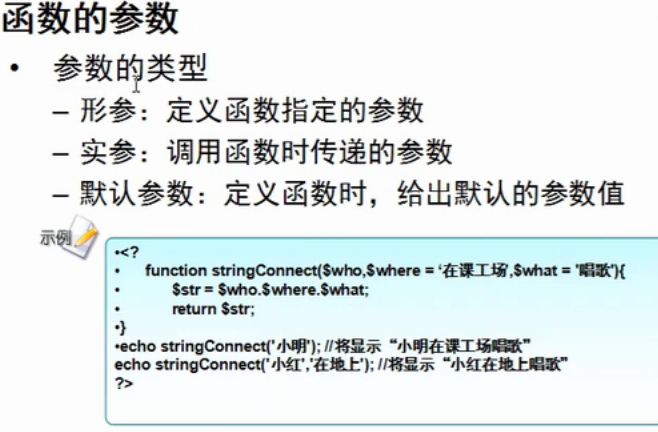 函数的参数
• 参数的类型
– 形参：定义函数指定的参数
– 实参：调用函数时传递的参数
– 默认参数：定义函数时，给出默认的参数值
示例
•<?
• function stringConnect($who,$where = ‘在课工场’,$what = '唱歌'){
• $str = $who.$where.$what;
• return $str;
•}
•echo stringConnect('小明'); //将显示“小明在课工场唱歌”
echo stringConnect('小红','在地上'); //将显示“小红在地上唱歌”
?>